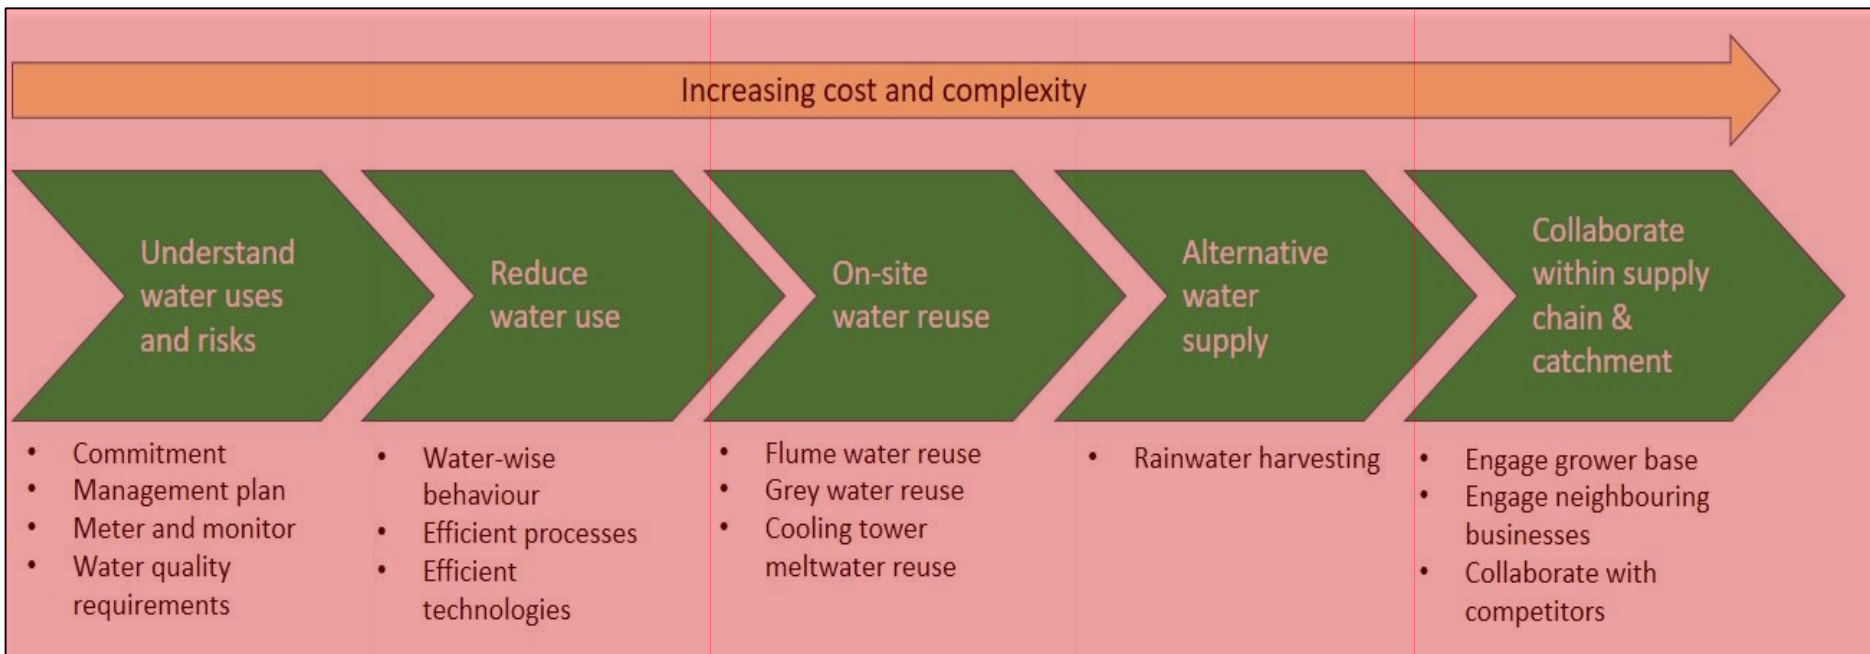 Increasing cost and complexity
Understand
water uses
and risks
Reduce
water use
On-site
water reuse
Alternative
water
supply
Collaborate
within supply
chain &
catchment
• Commitment
• Management plan
• Meter and monitor
• Water quality
requirements
• Water-wise
behaviour
• Efficient processes
• Efficient
technologies
• Flume water reuse
• Grey water reuse
• Cooling tower
meltwater reuse
• Rainwater harvesting
• Engage grower base
• Engage neighbouring
businesses
• Collaborate with
competitors